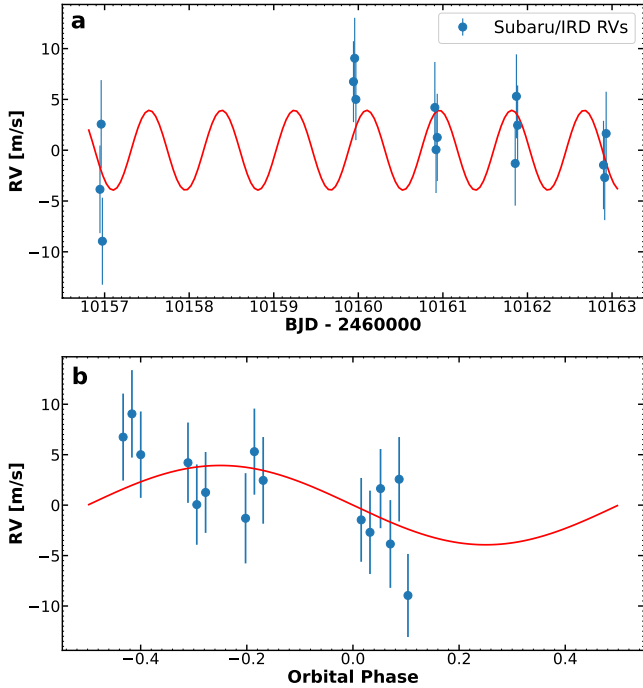 a
Subaru/IRD RVs
RV [m/s]
10
5
0
−5
−10
10157 10158 10159 10160 10161 10162 10163
BJD - 2460000
b
RV [m/s]
10
5
0
−5
−10
−0.4 −0.2 0.0 0.2 0.4
Orbital Phase